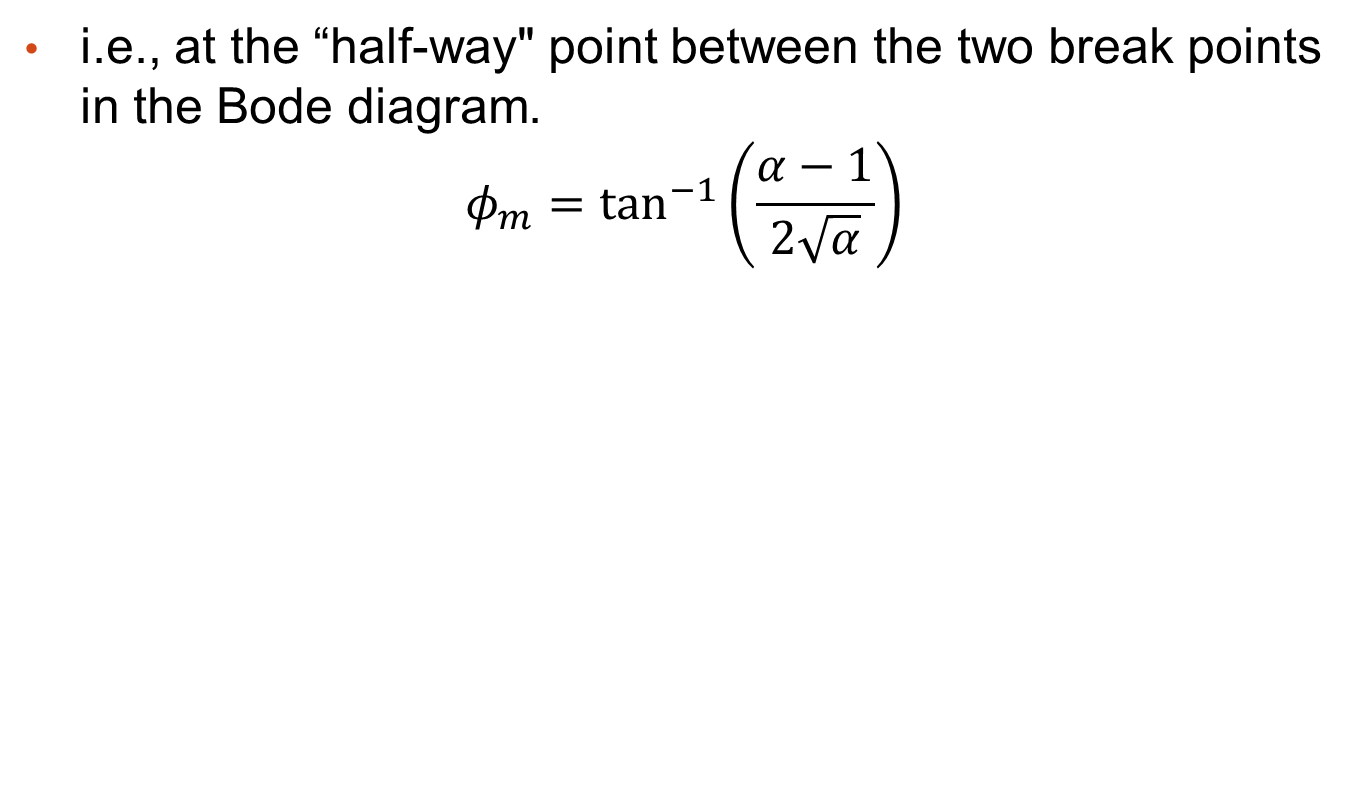 • i.e., at the “half-way" point between the two break points
in the Bode diagram.
𝜙ₘ = tan⁻¹ ((𝛼 − 1)/(2√𝛼))